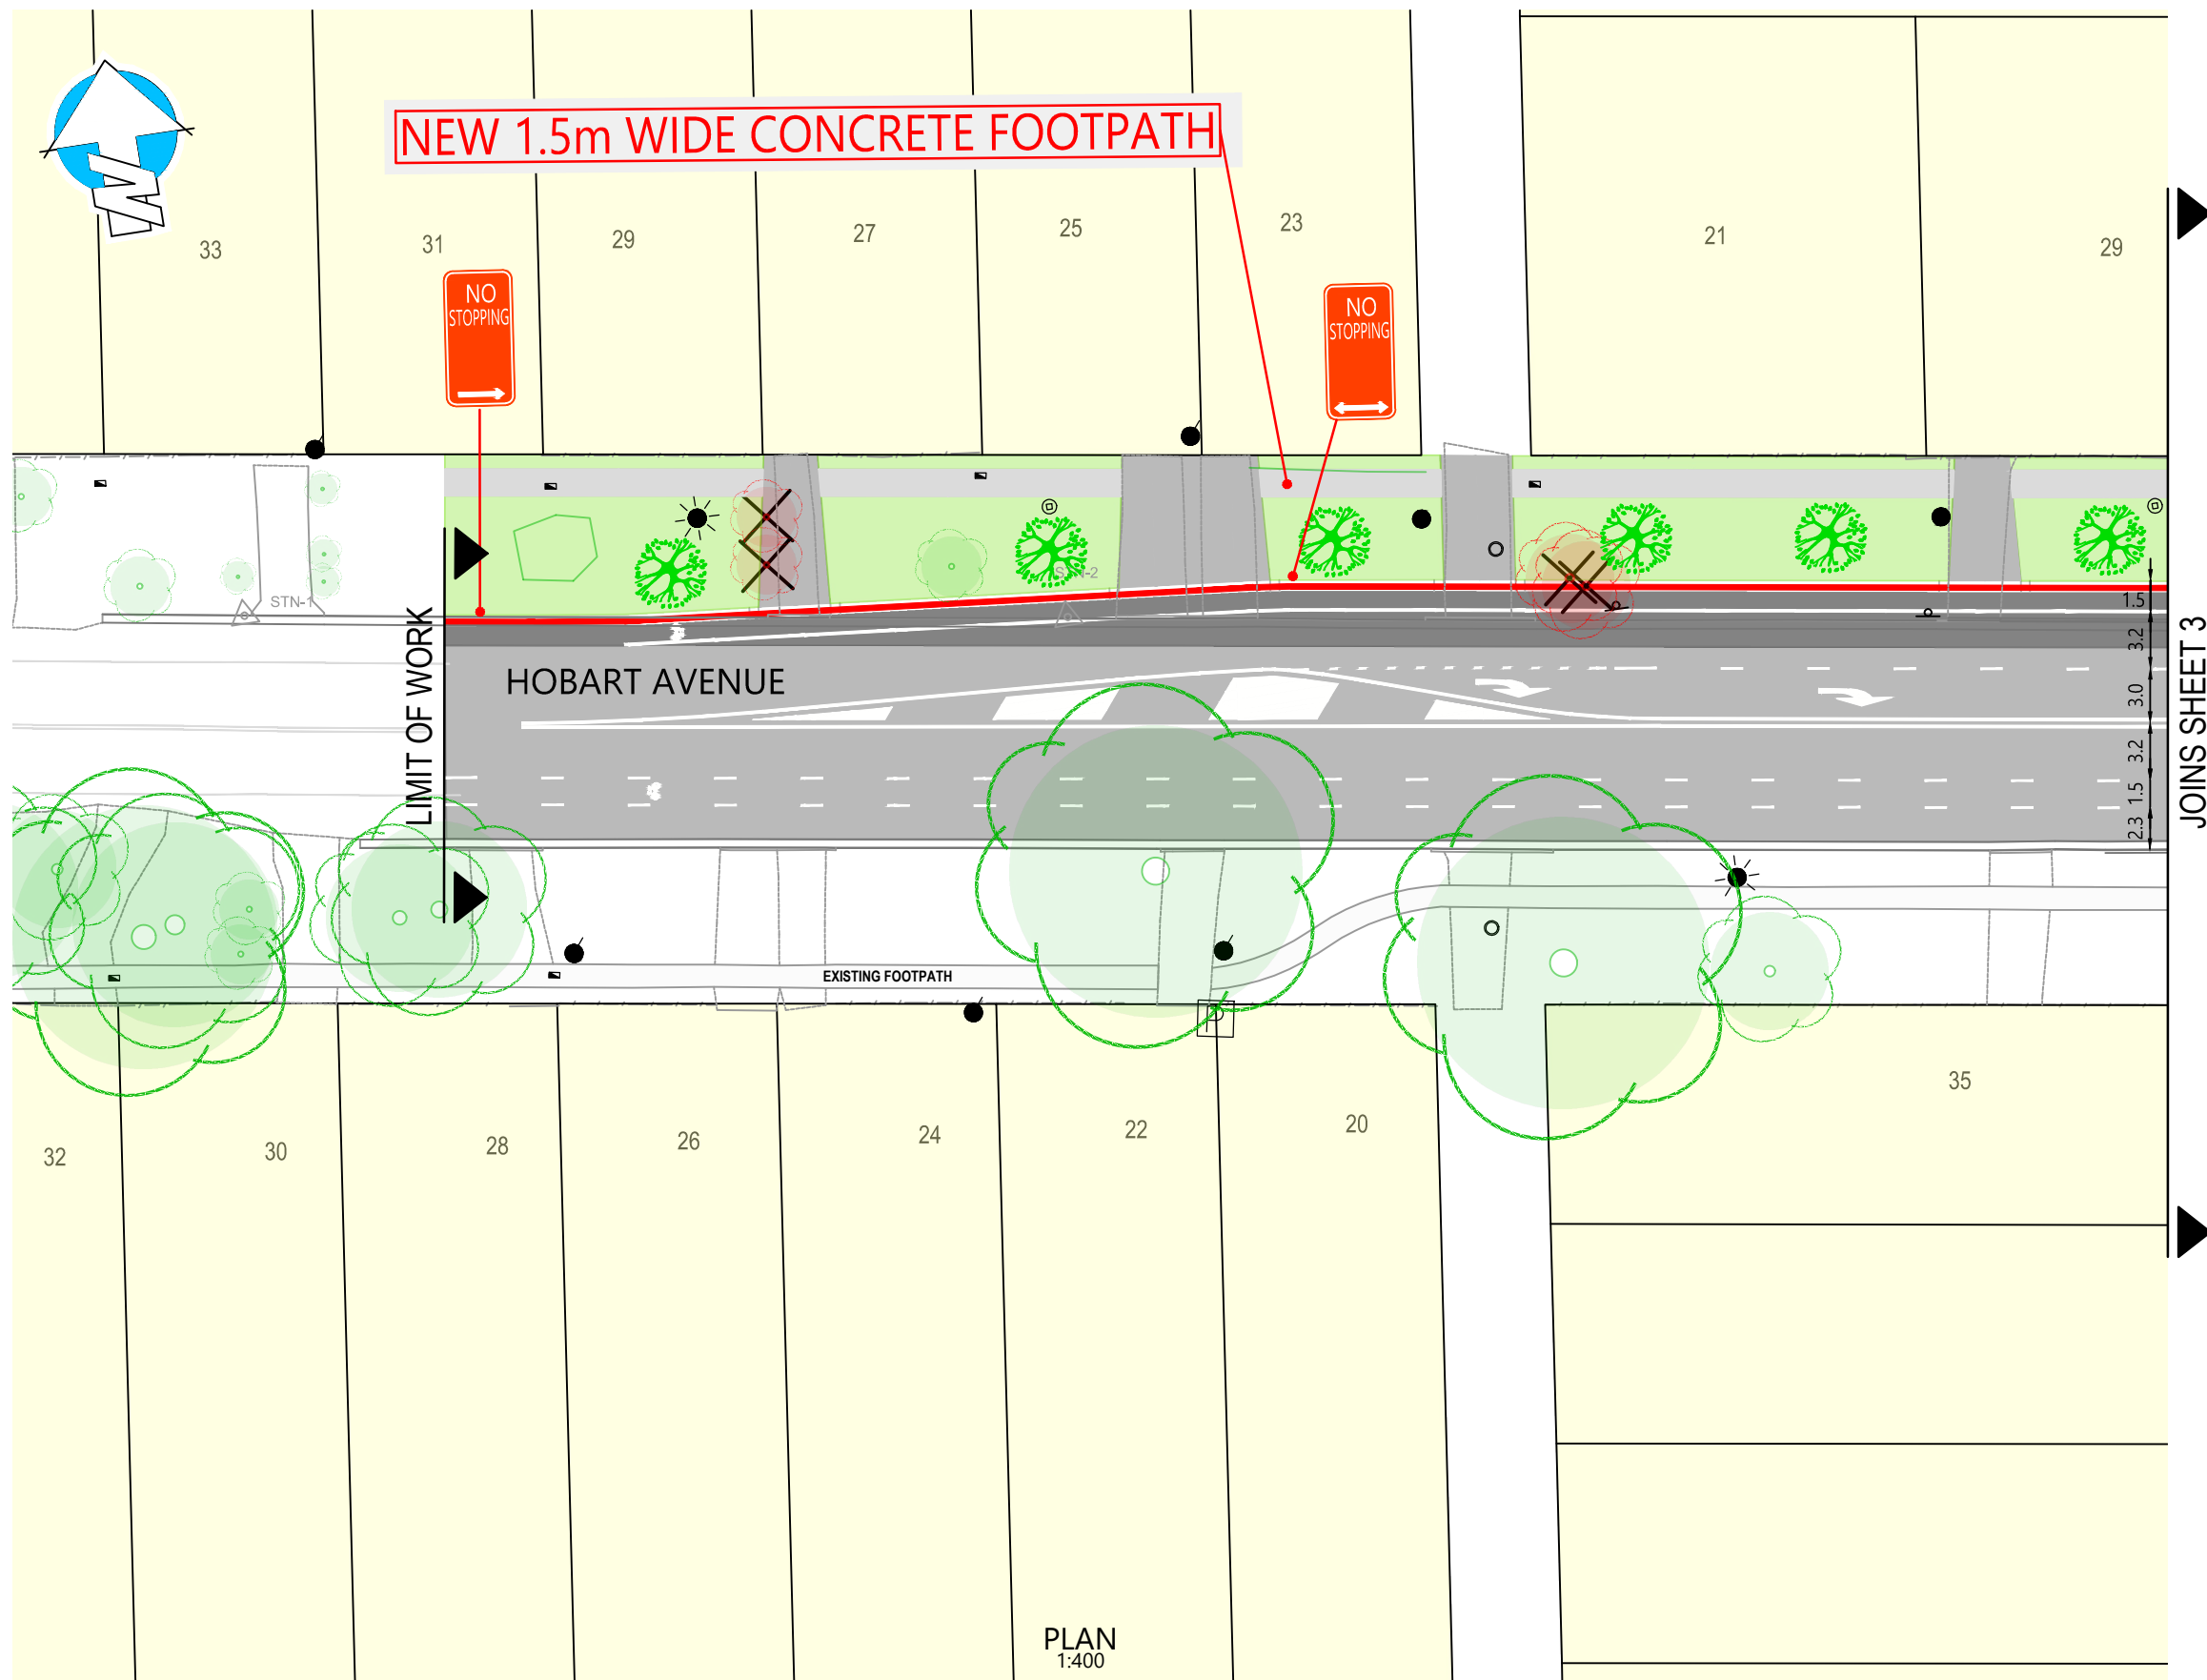 NEW 1.5m WIDE CONCRETE FOOTPATH
33
31
29
27
25
23
21
29
NO
STOPPING
NO
STOPPING
STN-1
STN-2
LIMIT OF WORK
HOBART AVENUE
1.5
3.2
3.0
3.2
1.5
2.3
JOINS SHEET 3
EXISTING FOOTPATH
P
32
30
28
26
24
22
20
35
PLAN
1:400